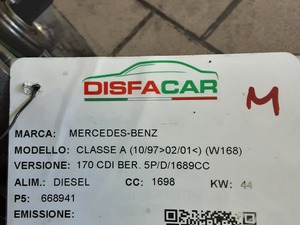 DISFACAR
M
MARCA: MERCEDES-BENZ
MODELLO: CLASSE A (10/97>02/01<) (W168)
VERSIONE: 170 CDI BER. 5P/D/1689CC
ALIM.: DIESEL CC: 1698 KW: 44
P5: 668941
EMISSIONE: